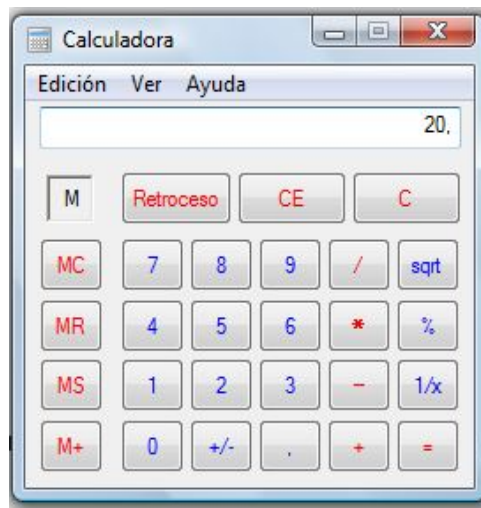 Calculadora
Edición Ver Ayuda
20,
M Retroceso CE C
MC 7 8 9 / sqrt
MR 4 5 6 * %
MS 1 2 3 - 1/x
M+ 0 +/- , + =